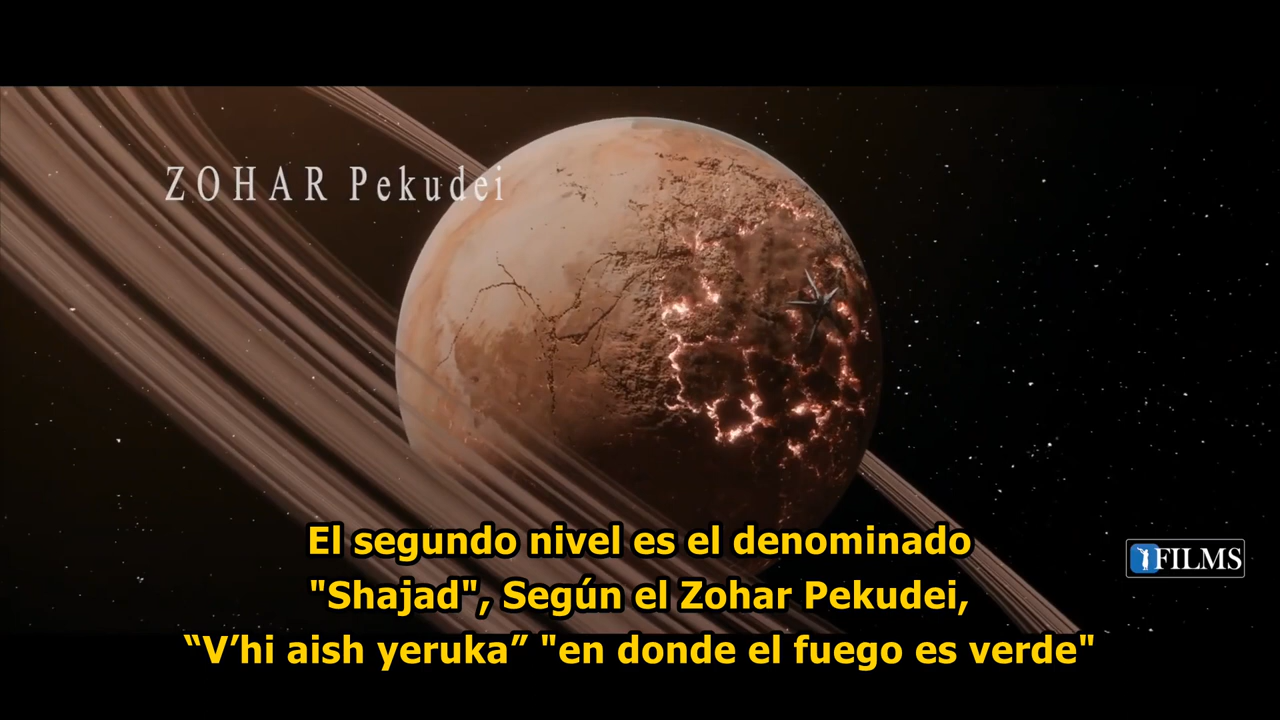 ZOHAR Pekudei
El segundo nivel es el denominado
"Shajad", Según el Zohar Pekudei,
“V’hi aish yeruka” "en donde el fuego es verde"
FILMS